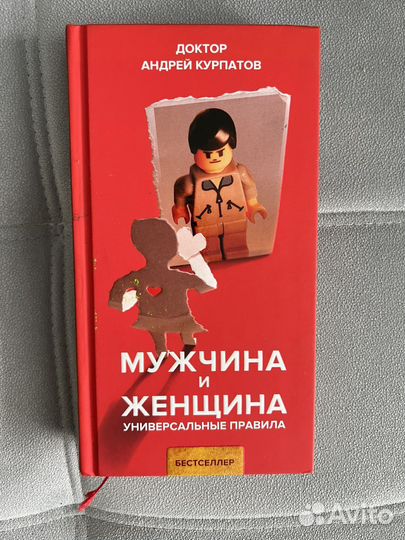 ДОКТОР
АНДРЕЙ КУРПАТОВ
МУЖЧИНА
И
ЖЕНЩИНА
УНИВЕРСАЛЬНЫЕ ПРАВИЛА
БЕСТСЕЛЛЕР
Avito